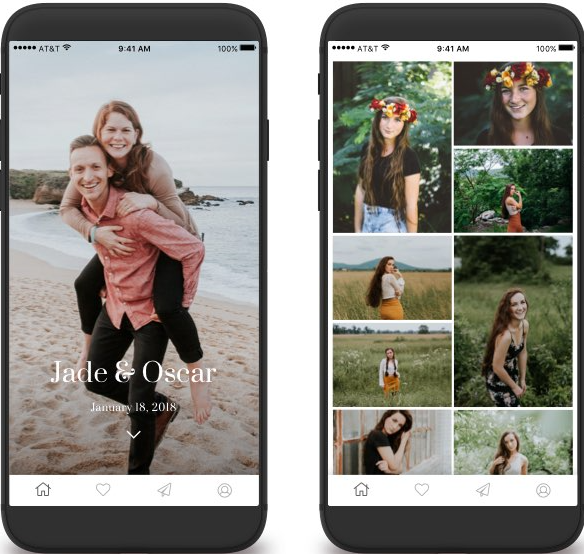 AT&T 9:41 AM 100%
Jade & Oscar
January 18, 2018
AT&T 9:41 AM 100%